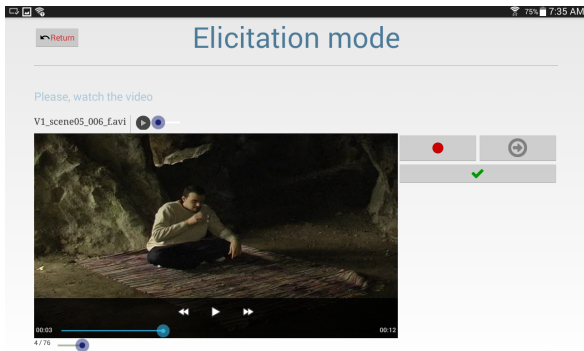 75% 7:35 AM
Return
Elicitation mode
Please, watch the video
V1_scene05_006_f.avi
00:03 00:12
4 / 76